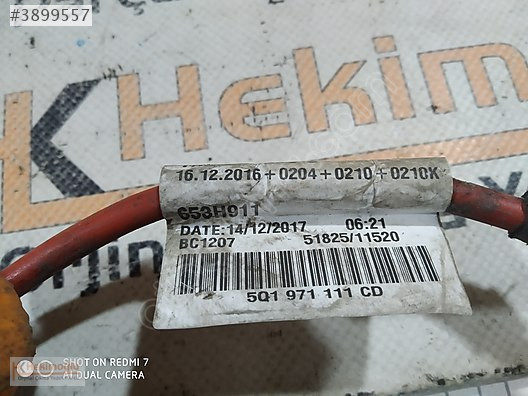 #3899557
Hekim
16.12.2016+0204+0210+0210K
653H911
DATE:14/12/2017 06:21
BC1207 51825/11520
5Q1 971 111 CD
SHOT ON REDMI 7
AI DUAL CAMERA